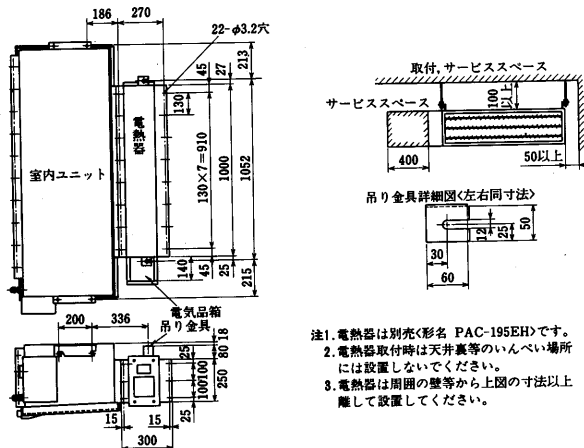 186
270
22-φ3.2穴
213
27
45
130
電熱器
室内ユニット
130×7=910
1000
1052
140
45
25
215
電気品箱
吊り金具
200
336
18
80
25
100
100
250
25
15
15
300
取付,サービススペース
100以上
サービススペース
400
50以上
吊り金具詳細図<左右同寸法>
12
25
50
30
60
注1.電熱器は別売<形名 PAC-195EH>です。
2.電熱器取付時は天井裏等のいんぺい場所
には設置しないでください。
3.電熱器は周囲の壁等から上図の寸法以上
離して設置してください。